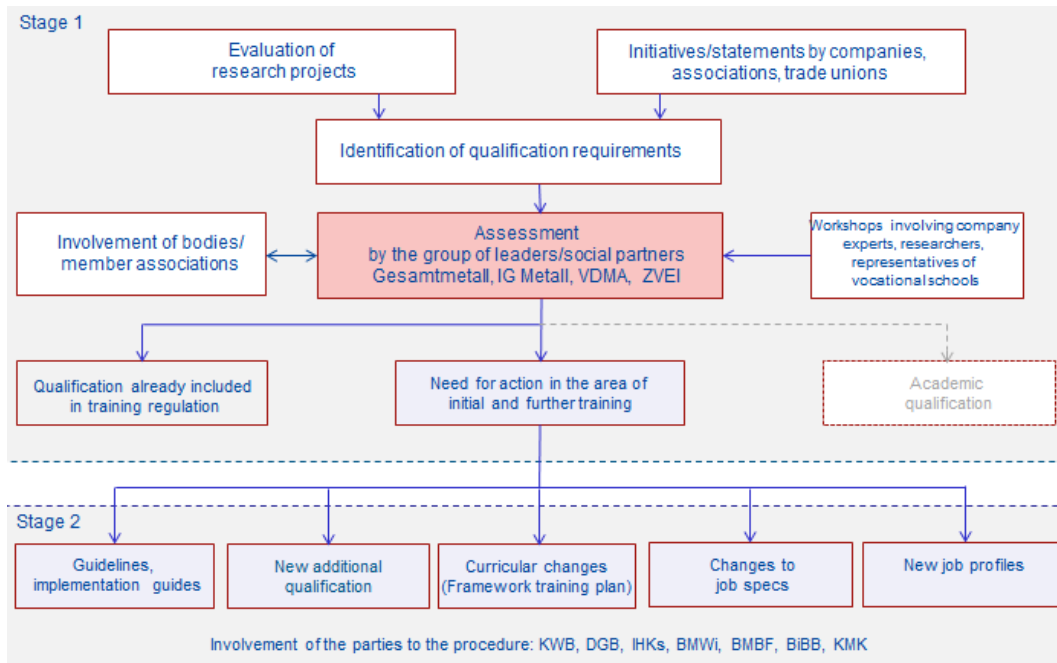 Stage 1
Evaluation of
research projects
Initiatives/statements by companies,
associations, trade unions
Identification of qualification requirements
Involvement of bodies/
member associations
Assessment
by the group of leaders/social partners
Gesamtmetall, IG Metall, VDMA, ZVEI
Workshops involving company
experts, researchers,
representatives of
vocational schools
Qualification already included
in training regulation
Need for action in the area of
initial and further training
Academic
qualification
Stage 2
Guidelines,
implementation guides
New additional
qualification
Curricular changes
(Framework training plan)
Changes to
job specs
New job profiles
Involvement of the parties to the procedure: KWB, DGB, IHKs, BMWi, BMBF, BiBB, KMK